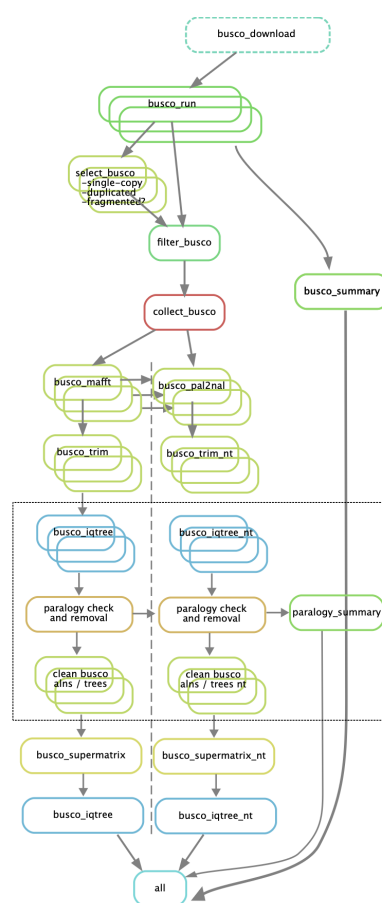 busco_download
busco_run
select_busco
-single-copy
-duplicated
-fragmented?
filter_busco
busco_summary
collect_busco
busco_mafft
busco_pal2nal
busco_trim
busco_trim_nt
busco_iqtree
busco_iqtree_nt
paralogy check
and removal
paralogy check
and removal
paralogy_summary
clean busco
alns / trees
clean busco
alns / trees nt
busco_supermatrix
busco_supermatrix_nt
busco_iqtree
busco_iqtree_nt
all